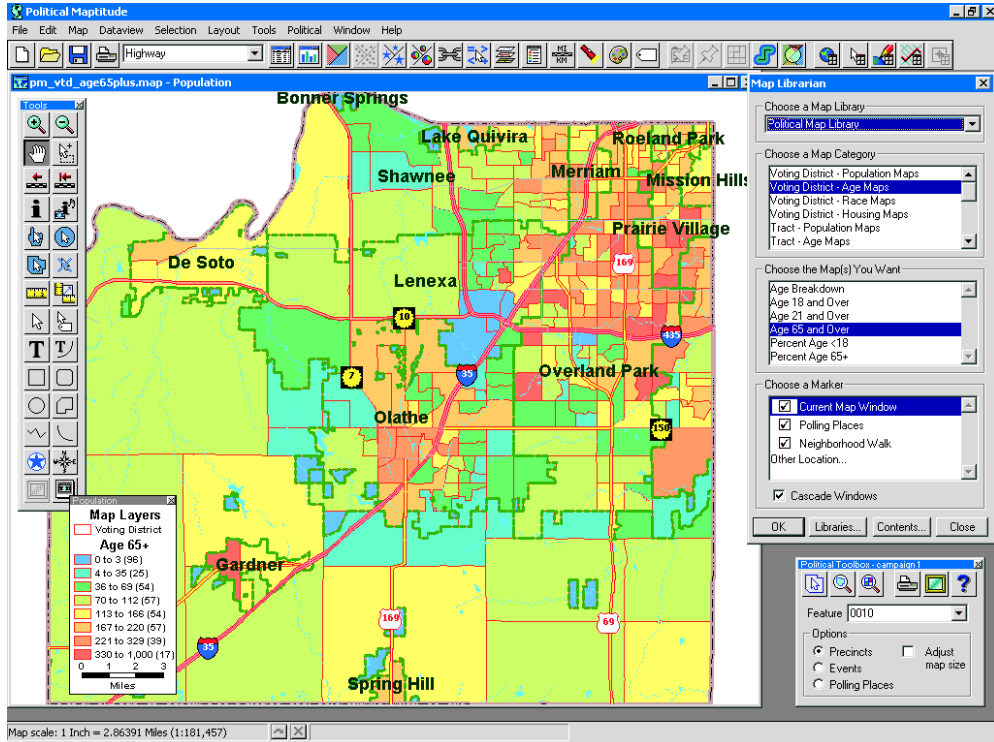 Political Maptitude
File Edit Map Dataview Selection Layout Tools Political Window Help
Highway
MI
KM
pm_vtd_age65plus.map - Population
Tools
Bonner Springs
Lake Quivira
Roeland Park
Shawnee
Merriam
Mission Hills
Prairie Village
De Soto
169
Lenexa
10
435
7
35
Overland Park
Olathe
150
Gardner
169
69
35
Spring Hill
Population
Map Layers
Voting District
Age 65+
0 to 3 (96)
4 to 35 (25)
36 to 69 (54)
70 to 112 (57)
113 to 166 (54)
167 to 220 (57)
221 to 329 (39)
330 to 1,000 (17)
0 1 2 3
Miles
Map Librarian
Choose a Map Library
Political Map Library
Choose a Map Category
Voting District - Population Maps
Voting District - Age Maps
Voting District - Race Maps
Voting District - Housing Maps
Tract - Population Maps
Tract - Age Maps
Choose the Map(s) You Want
Age Breakdown
Age 18 and Over
Age 21 and Over
Age 65 and Over
Percent Age <18
Percent Age 65+
Choose a Marker
Current Map Window
Polling Places
Neighborhood Walk
Other Location...
Cascade Windows
OK Libraries... Contents... Close
Political Toolbox - campaign1
Feature 0010
Options
Precincts
Events
Polling Places
Adjust
map size
Map scale: 1 Inch = 2.86391 Miles (1:181,457)